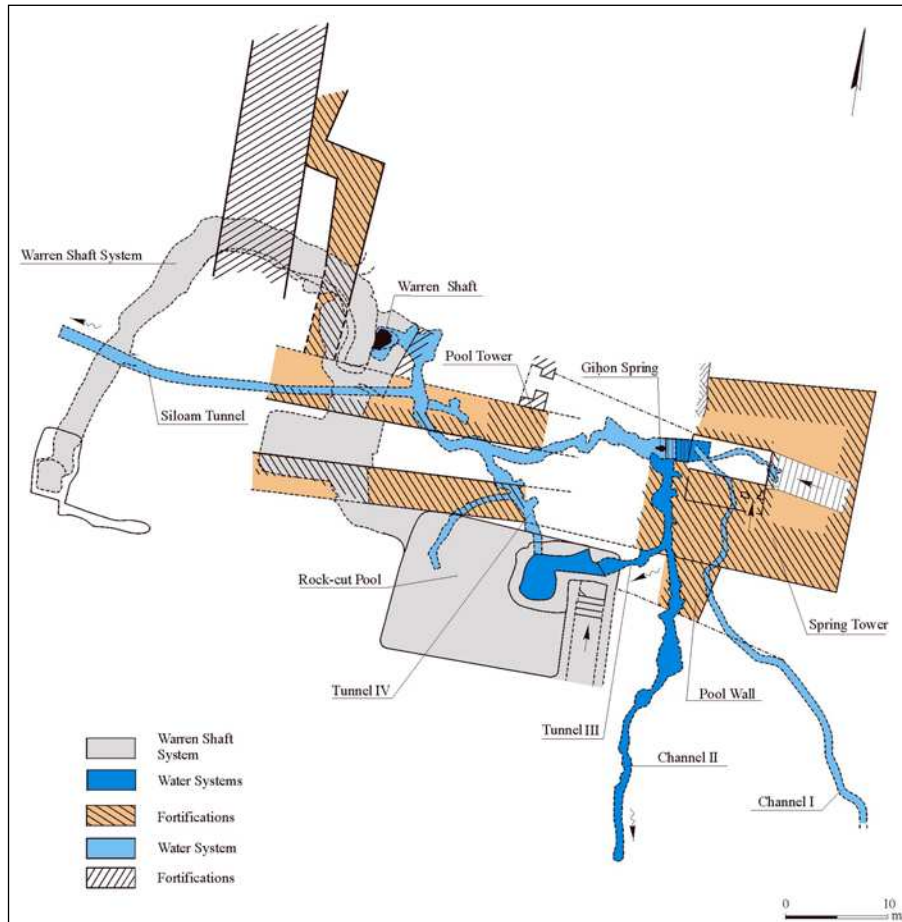 Warren Shaft System
Warren Shaft
Pool Tower
Gihon Spring
Siloam Tunnel
Rock-cut Pool
Spring Tower
Tunnel IV
Pool Wall
Tunnel III
Channel II
Channel I
Warren Shaft
System
Water Systems
Fortifications
Water System
Fortifications
0 10
m